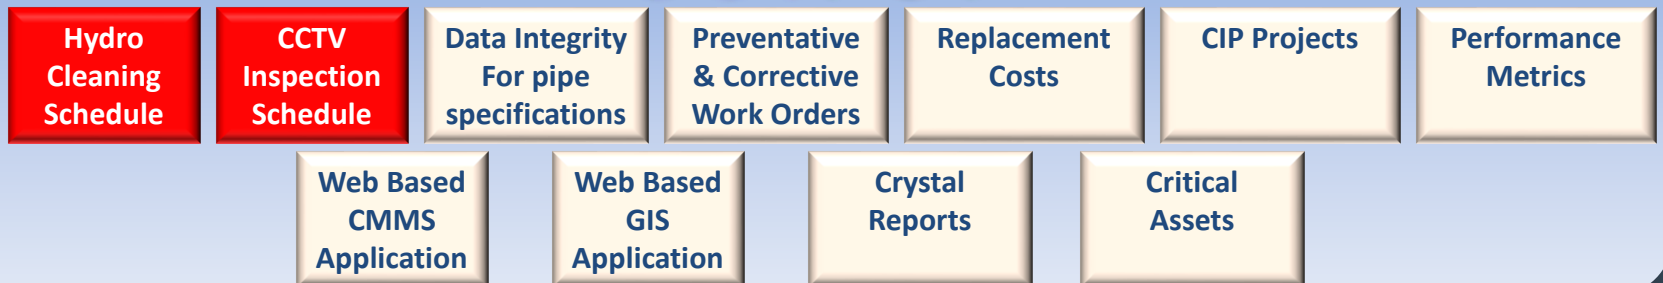 Hydro
Cleaning
Schedule
CCTV
Inspection
Schedule
Data Integrity
For pipe
specifications
Preventative
& Corrective
Work Orders
Replacement
Costs
CIP Projects
Performance
Metrics
Web Based
CMMS
Application
Web Based
GIS
Application
Crystal
Reports
Critical
Assets